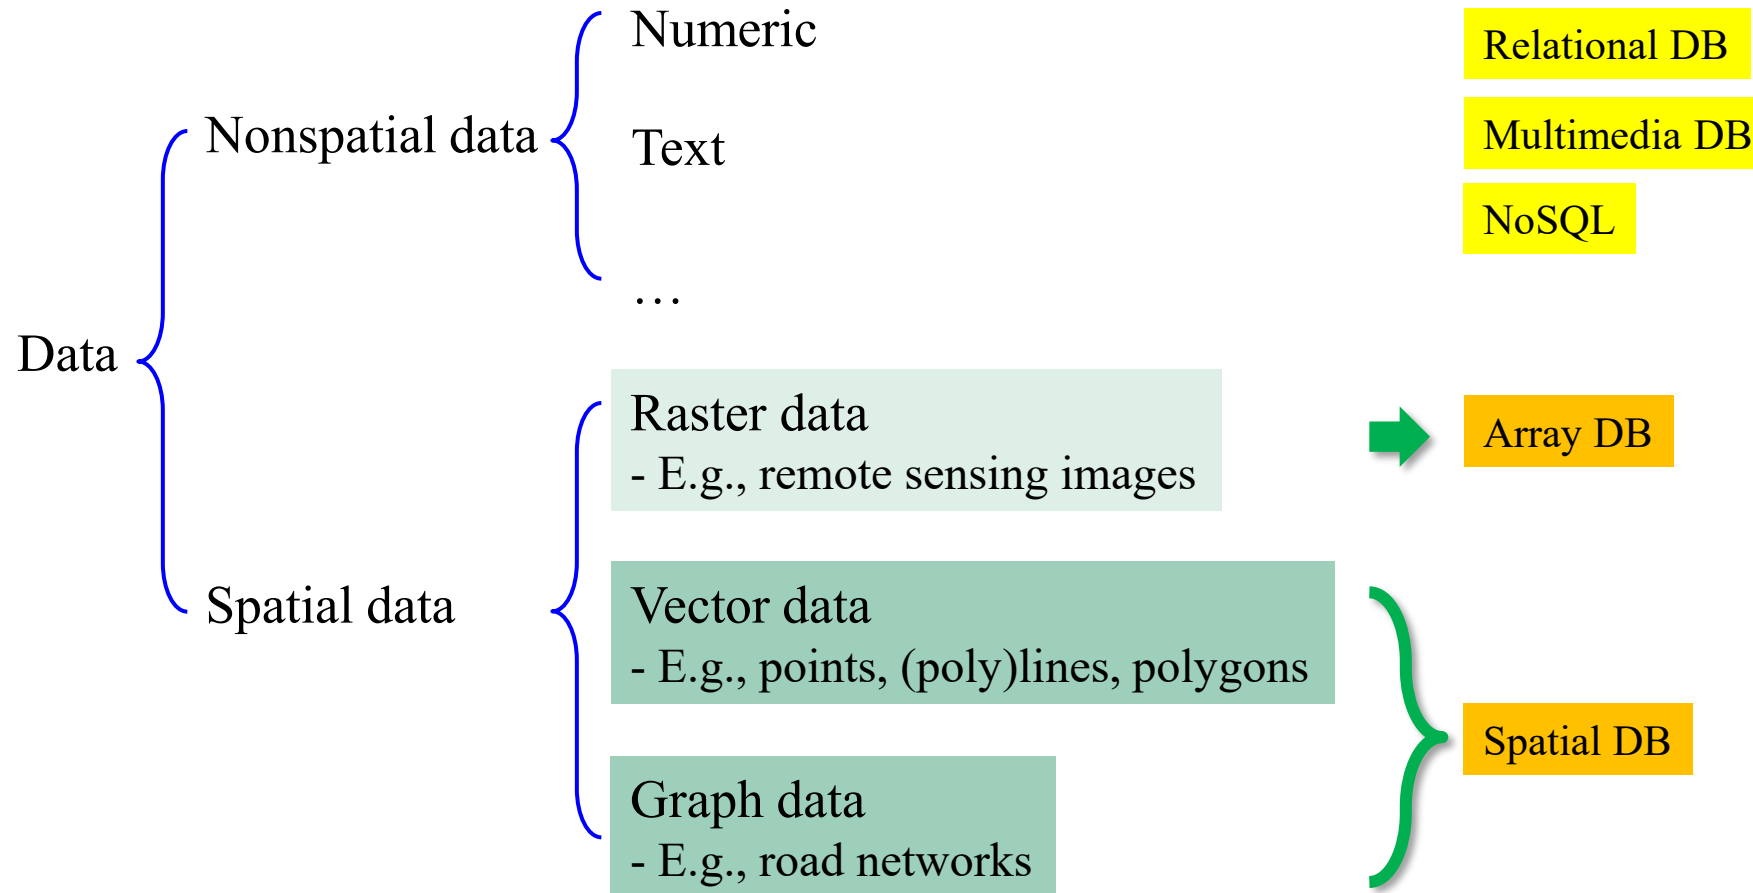 Numeric
Relational DB
Nonspatial data
Text
Multimedia DB
NoSQL
…
Data
Raster data
- E.g., remote sensing images
Array DB
Spatial data
Vector data
- E.g., points, (poly)lines, polygons
Spatial DB
Graph data
- E.g., road networks